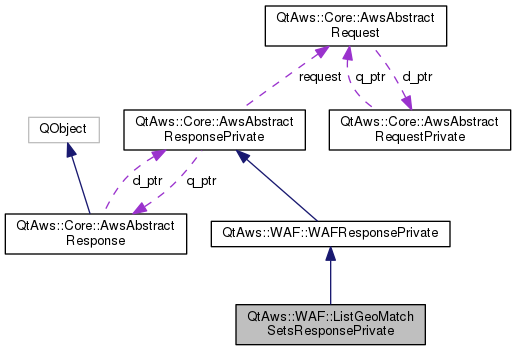 QtAws::Core::AwsAbstract
Request
request
q_ptr
d_ptr
QObject
QtAws::Core::AwsAbstract
ResponsePrivate
QtAws::Core::AwsAbstract
RequestPrivate
d_ptr
q_ptr
QtAws::Core::AwsAbstract
Response
QtAws::WAF::WAFResponsePrivate
QtAws::WAF::ListGeoMatch
SetsResponsePrivate